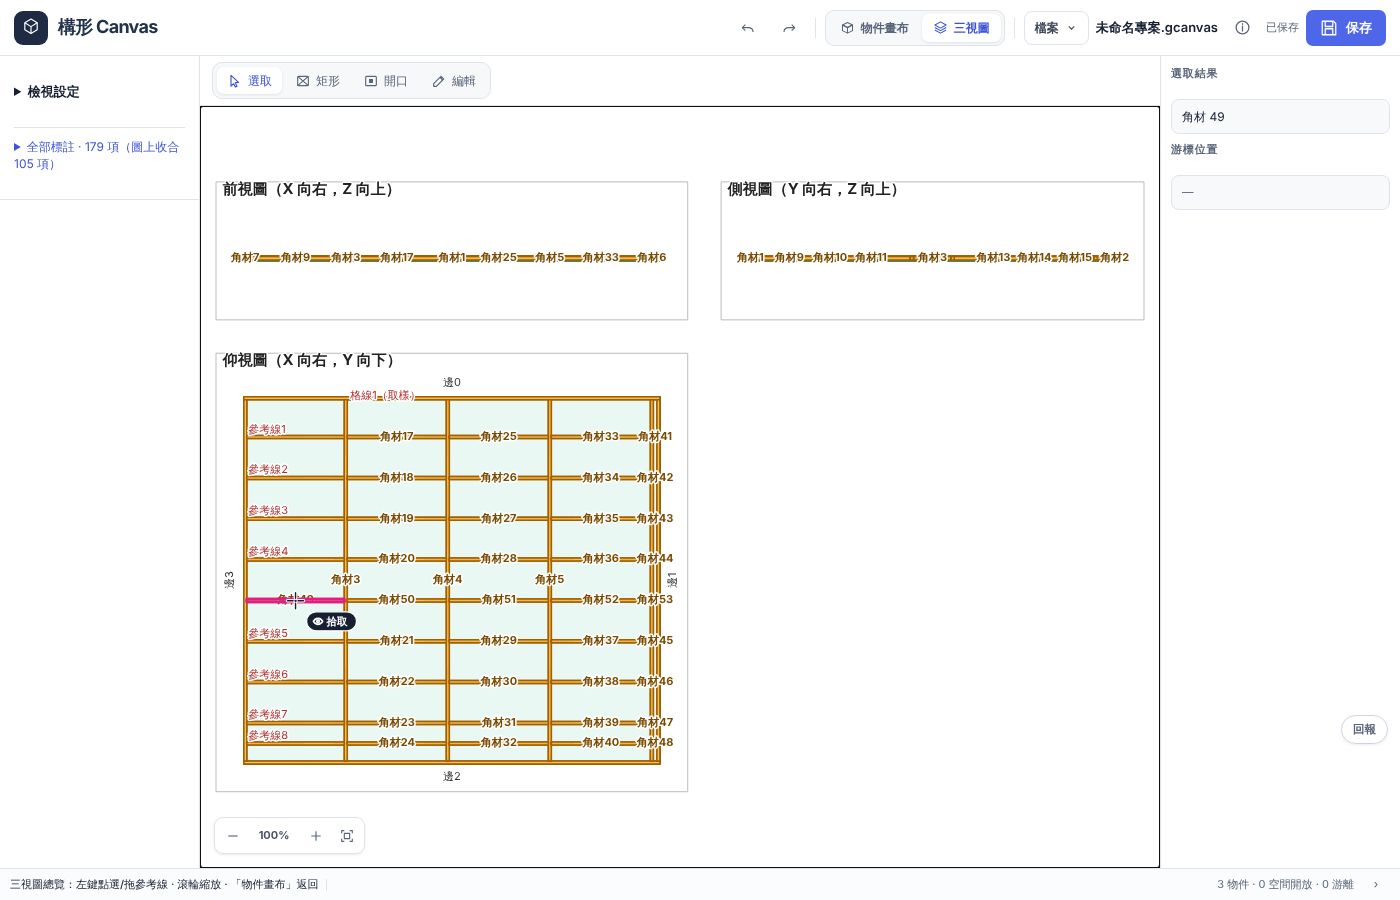 構形 Canvas
物件畫布
三視圖
檔案
未命名專案.gcanvas
已保存
保存
檢視設定
全部標註 · 179 項（圖上收合
105 項）
選取
矩形
開口
編輯
選取結果
角材 49
游標位置
—
前視圖（X 向右，Z 向上）
角材7 角材9 角材3 角材17 角材1 角材25 角材5 角材33 角材6
側視圖（Y 向右，Z 向上）
角材1 角材9 角材10 角材11 角材3 角材13 角材14 角材15 角材2
仰視圖（X 向右，Y 向下）
邊0
格線1（取樣）
參考線1
角材17 角材25 角材33 角材41
參考線2
角材18 角材26 角材34 角材42
參考線3
角材19 角材27 角材35 角材43
參考線4
角材20 角材28 角材36 角材44
邊3
角材3 角材4 角材5
邊1
角材50 角材51 角材52 角材53
拾取
參考線5
角材21 角材29 角材37 角材45
參考線6
角材22 角材30 角材38 角材46
參考線7
角材23 角材31 角材39 角材47
參考線8
角材24 角材32 角材40 角材48
邊2
回報
100%
三視圖總覽：左鍵點選/拖參考線 · 滾輪縮放 · 「物件畫布」返回
3 物件 · 0 空間開放 · 0 游離